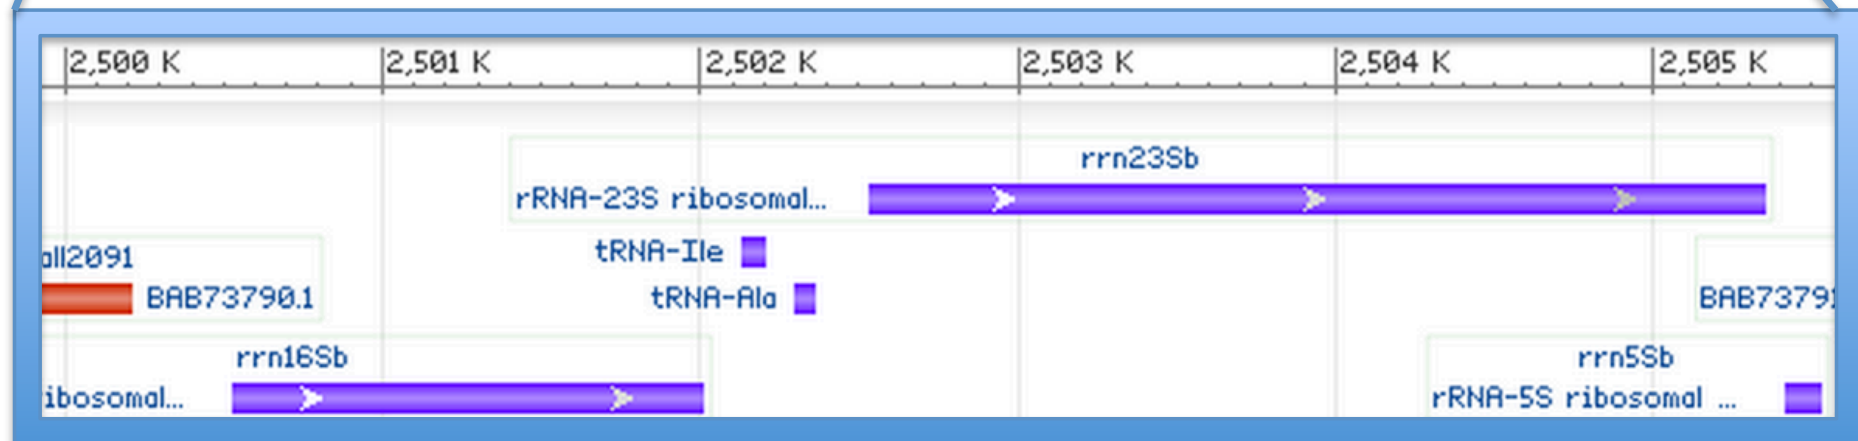 2,500 K 2,501 K 2,502 K 2,503 K 2,504 K 2,505 K
rrn23Sb
rRNA-23S ribosomal...
tRNA-Ile
all2091
tRNA-Ala
BAB73790.1
BAB7379
rrn16Sb
rrn5Sb
ibosomal...
rRNA-5S ribosomal ...